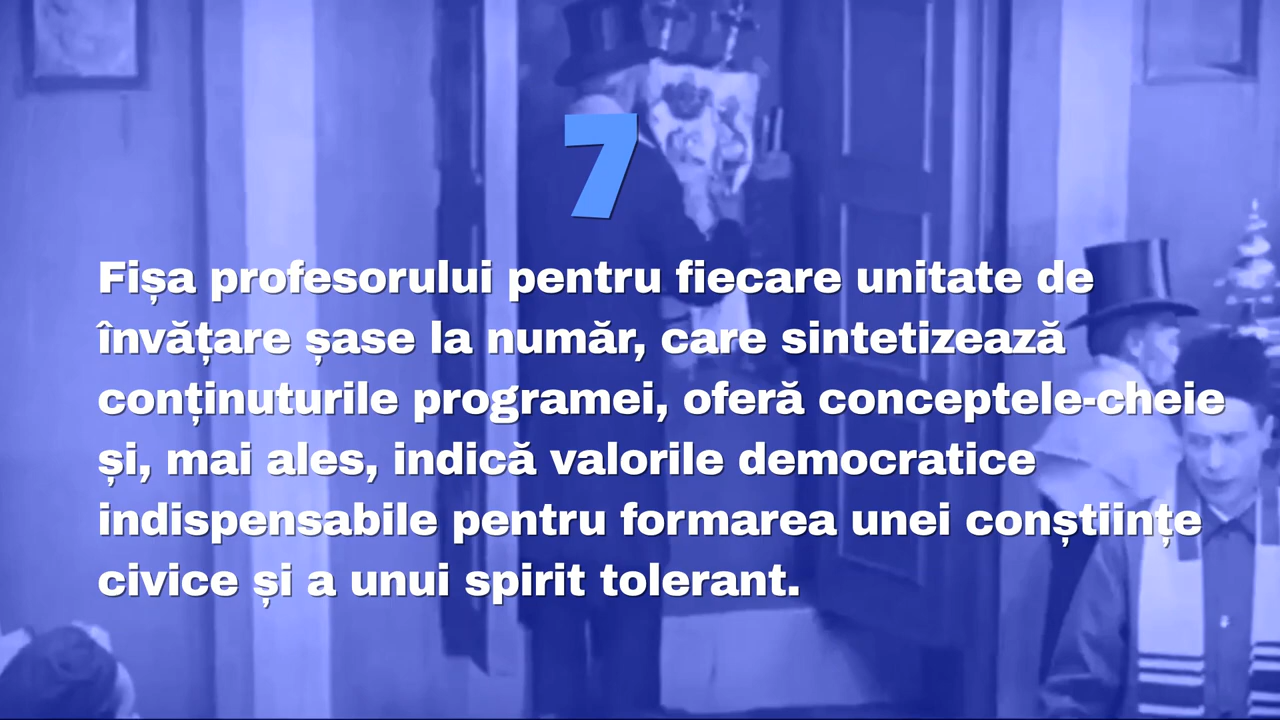 7
Fișa profesorului pentru fiecare unitate de
învățare șase la număr, care sintetizează
conținuturile programei, oferă conceptele-cheie
și, mai ales, indică valorile democratice
indispensabile pentru formarea unei conștiințe
civice și a unui spirit tolerant.